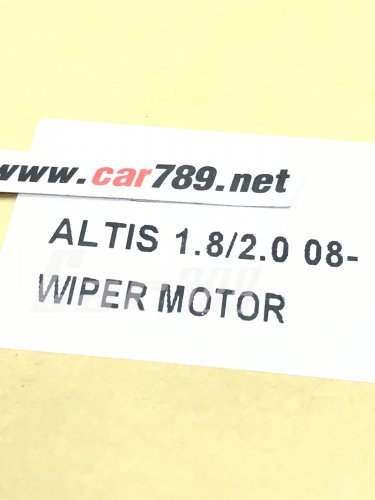 www.car789.net
ALTIS 1.8/2.0 08-
WIPER MOTOR